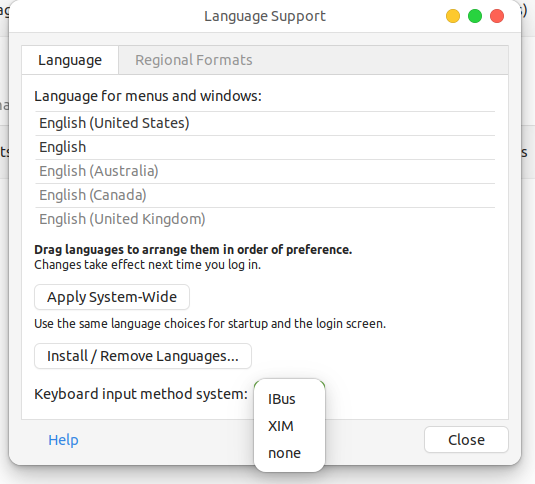 Language Support
s)
Language
Regional Formats
Language for menus and windows:
English (United States)
English
English (Australia)
English (Canada)
English (United Kingdom)
Drag languages to arrange them in order of preference.
Changes take effect next time you log in.
Apply System-Wide
Use the same language choices for startup and the login screen.
Install / Remove Languages...
Keyboard input method system:
IBus
XIM
none
Help
Close